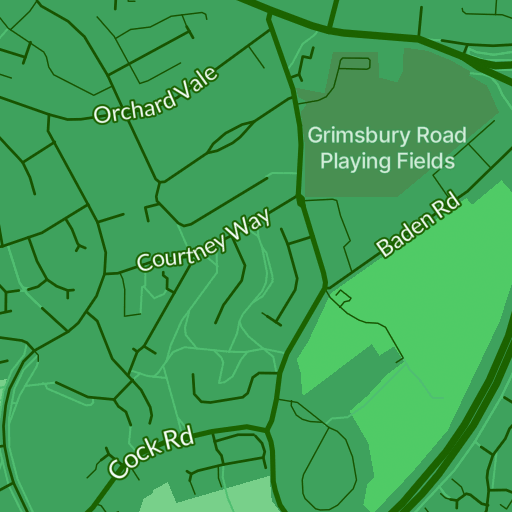 Orchard Vale
Grimsbury Road
Playing Fields
Courtney Way
Baden Rd
Cock Rd